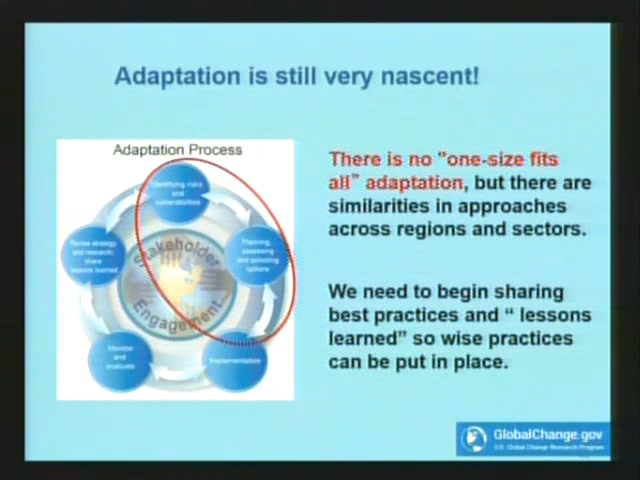 Adaptation is still very nascent!
Adaptation Process
Identifying risks
and
vulnerabilities
Planning,
assessing
and selecting
options
Implementation
Monitor
and
evaluate
Revise strategy
and research;
share
lessons learned
Stakeholder
Engagement
There is no "one-size fits
all" adaptation, but there are
similarities in approaches
across regions and sectors.
We need to begin sharing
best practices and “ lessons
learned” so wise practices
can be put in place.
GlobalChange.gov
U.S. Global Change Research Program